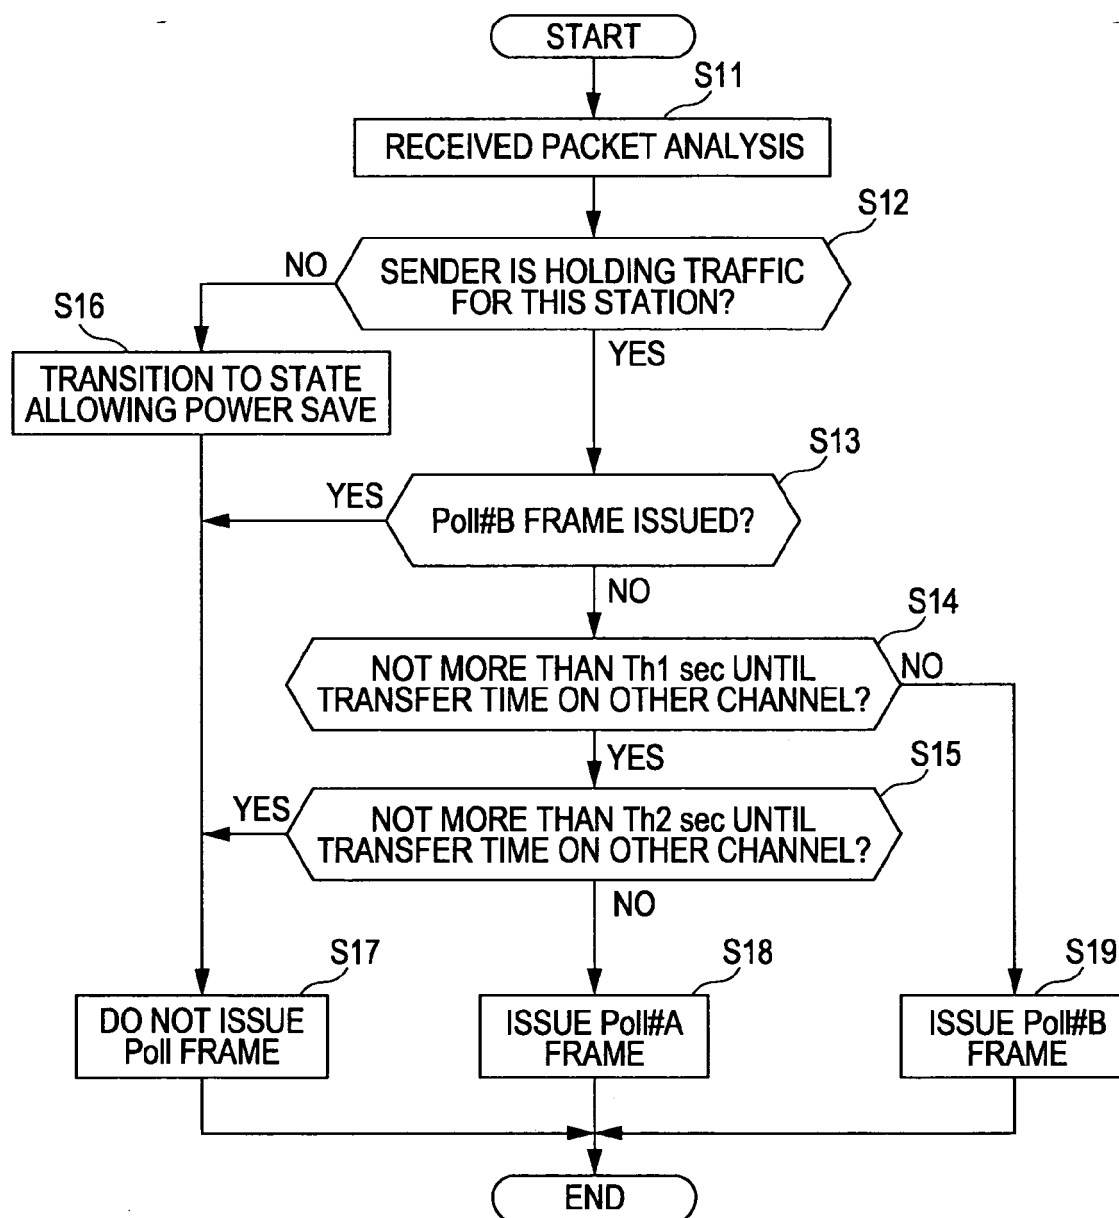 START
S11
RECEIVED PACKET ANALYSIS
S12
NO
SENDER IS HOLDING TRAFFIC
FOR THIS STATION?
S16
YES
TRANSITION TO STATE
ALLOWING POWER SAVE
S13
YES
Poll#B FRAME ISSUED?
NO
S14
NOT MORE THAN Th1 sec UNTIL
TRANSFER TIME ON OTHER CHANNEL?
NO
YES
S15
YES
NOT MORE THAN Th2 sec UNTIL
TRANSFER TIME ON OTHER CHANNEL?
NO
S17
S18
S19
DO NOT ISSUE
Poll FRAME
ISSUE Poll#A
FRAME
ISSUE Poll#B
FRAME
END